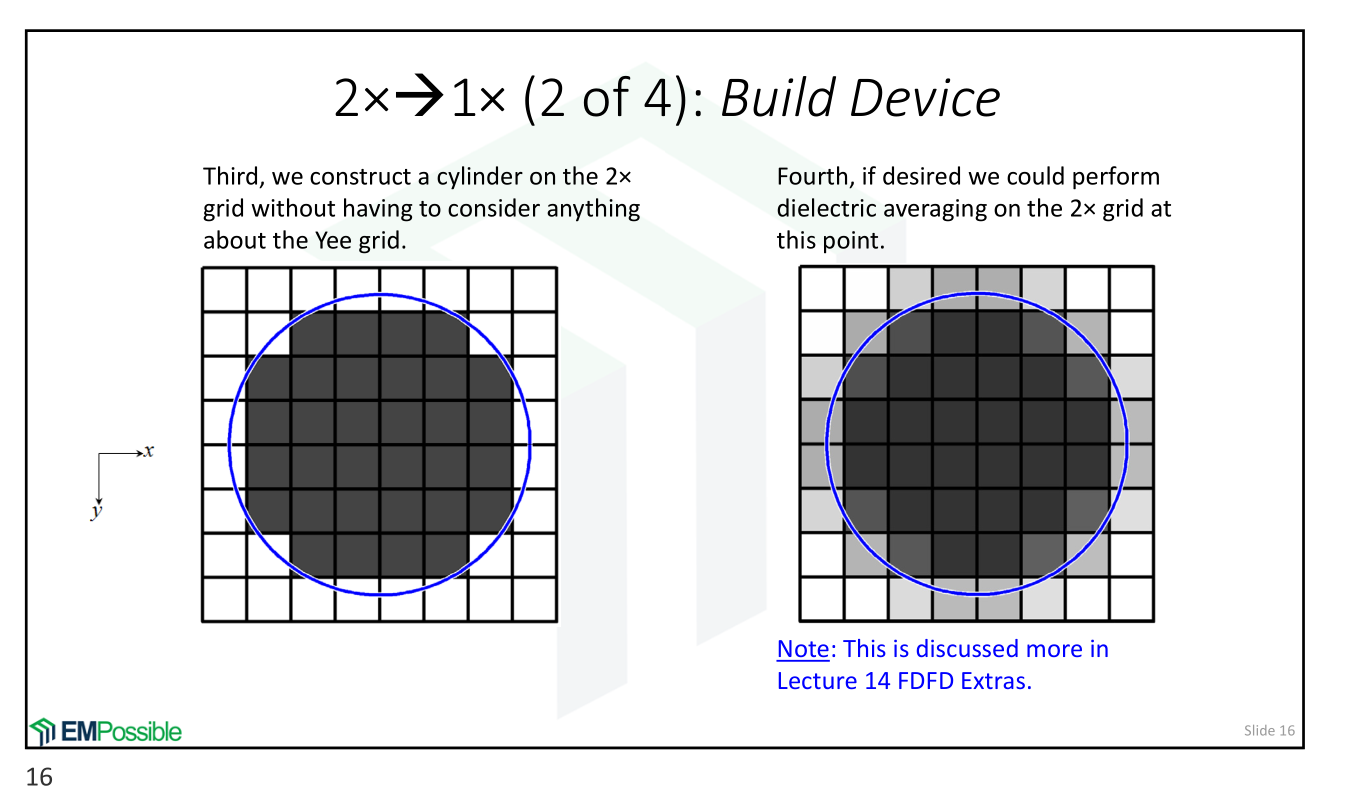 2×→1× (2 of 4): Build Device
Third, we construct a cylinder on the 2×
grid without having to consider anything
about the Yee grid.
Fourth, if desired we could perform
dielectric averaging on the 2× grid at
this point.
x
y
Note: This is discussed more in
Lecture 14 FDFD Extras.
EMPossible
Slide 16
16